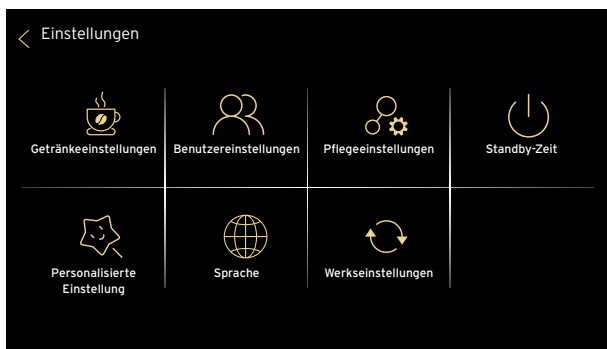 Einstellungen
Getränkeeinstellungen
Benutzereinstellungen
Pflegeeinstellungen
Standby-Zeit
Personalisierte
Einstellung
Sprache
Werkseinstellungen